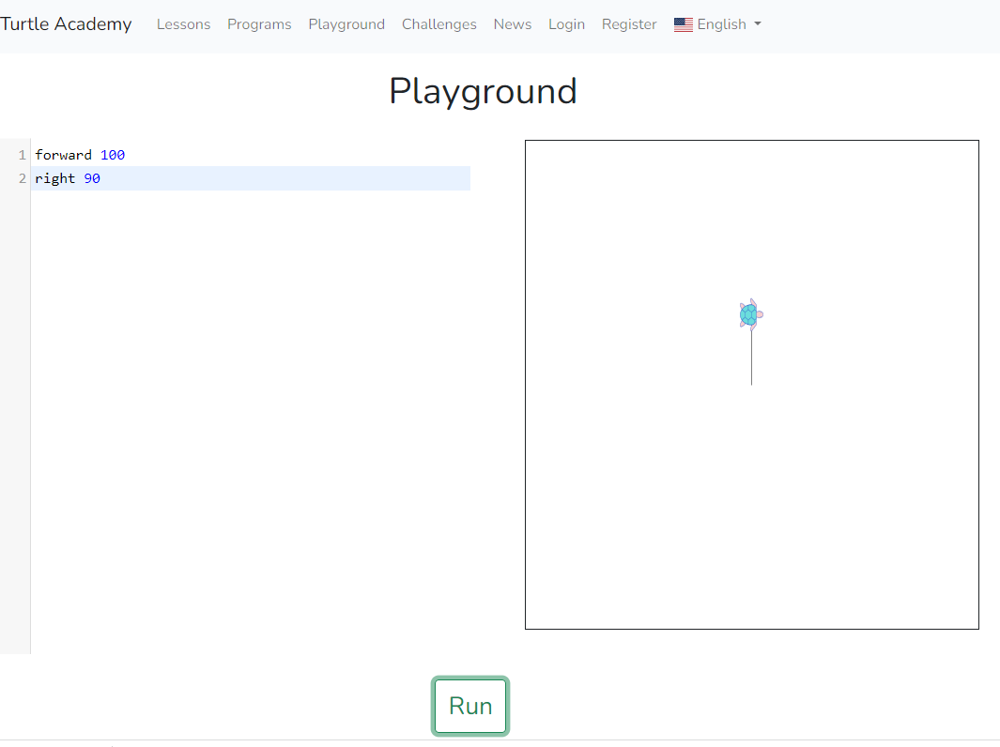 Turtle Academy Lessons Programs Playground Challenges News Login Register English
Playground
1 forward 100
2 right 90
Run